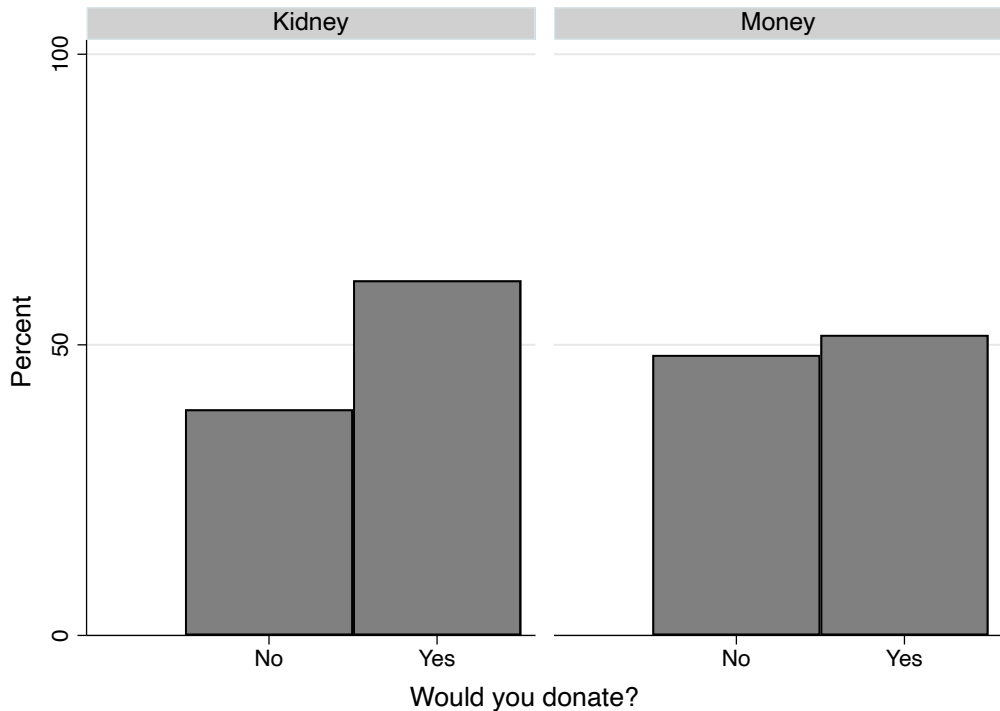 Kidney
Money
Percent
100
50
0
No
Yes
No
Yes
Would you donate?